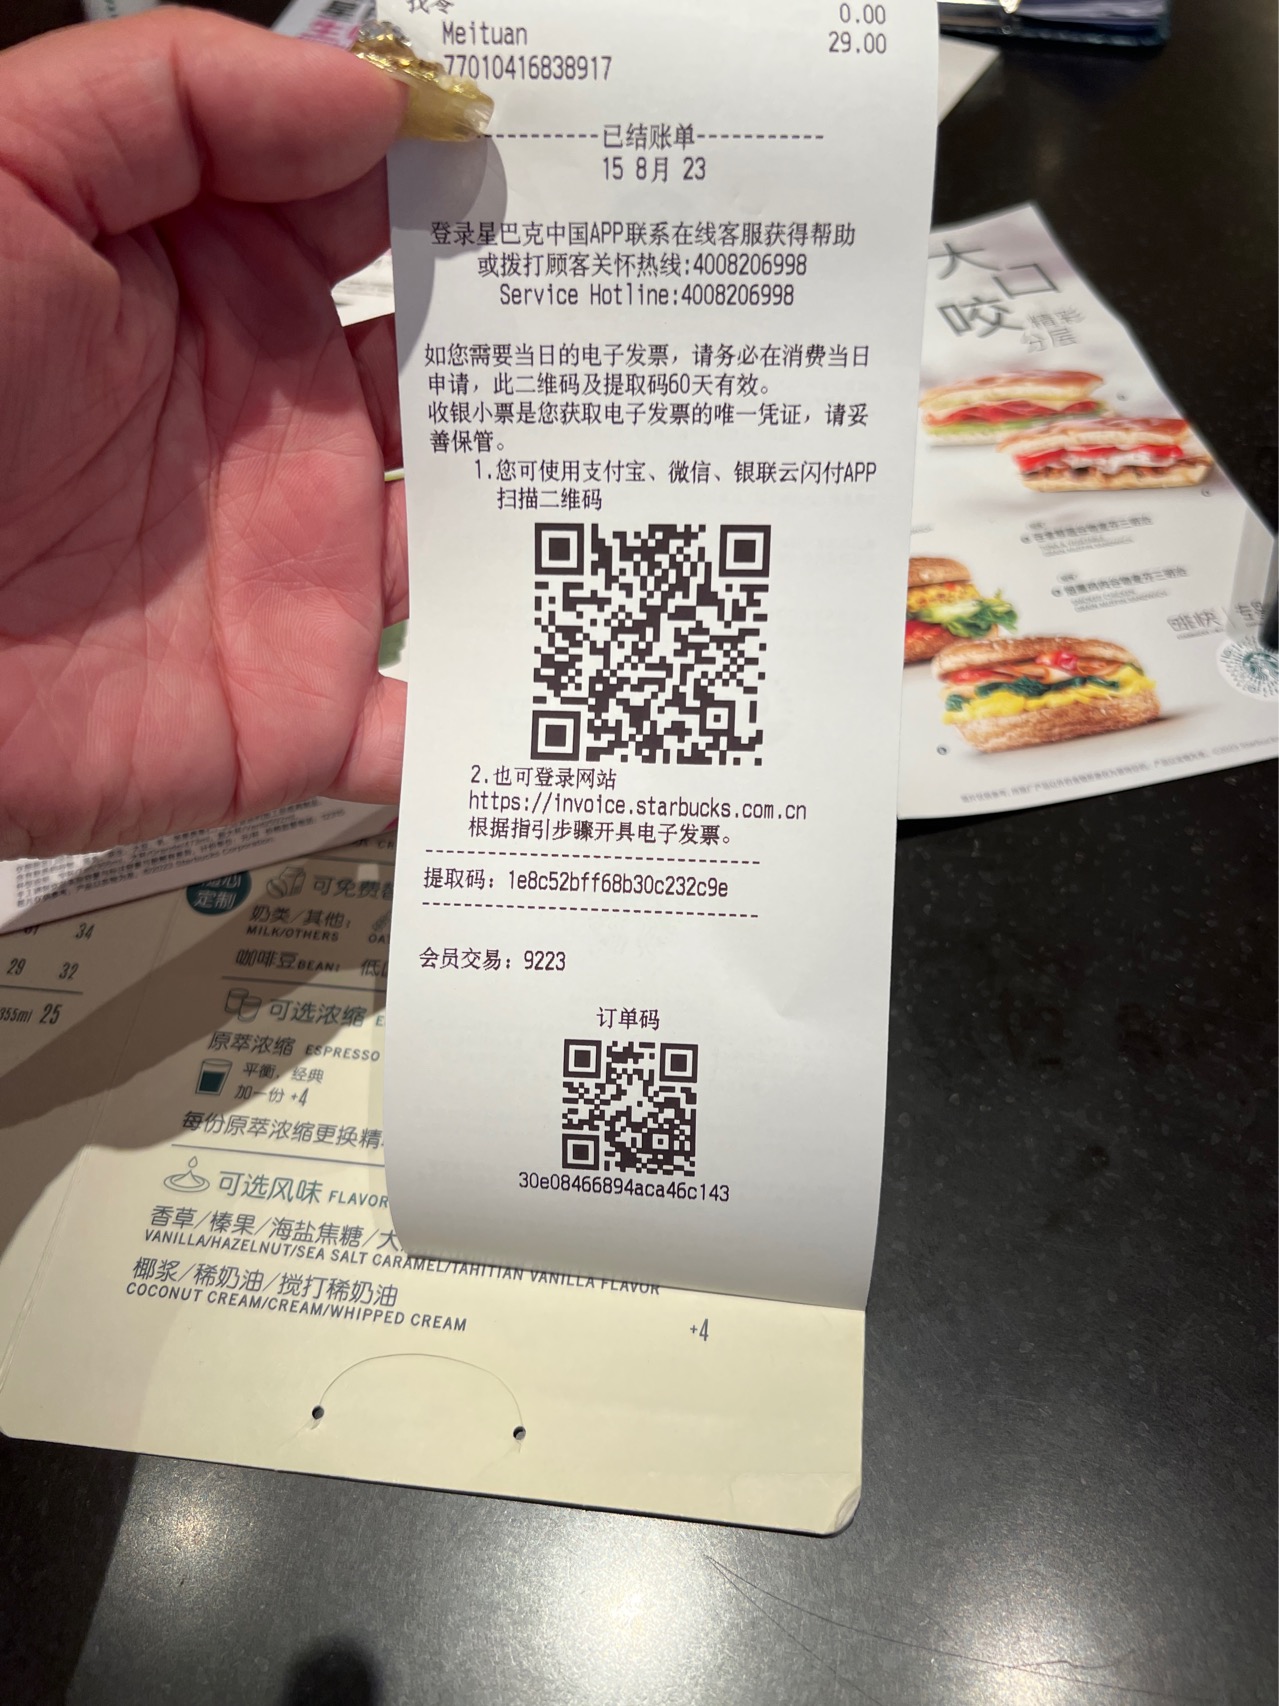 找零 0.00
Meituan 29.00
77010416838917
-----------已结账单-----------
15 8月 23
登录星巴克中国APP联系在线客服获得帮助
或拨打顾客关怀热线:4008206998
Service Hotline:4008206998
如您需要当日的电子发票，请务必在消费当日
申请，此二维码及提取码60天有效。
收银小票是您获取电子发票的唯一凭证，请妥
善保管。
1.您可使用支付宝、微信、银联云闪付APP
扫描二维码
2.也可登录网站
https://invoice.starbucks.com.cn
根据指引步骤开具电子发票。
提取码：1e8c52bff68b30c232c9e
会员交易：9223
订单码
30e08466894aca46c143
大口
咬 精彩
分层
随心
定制
可免费
奶类/其他：
MILK/OTHERS
咖啡豆BEAN：
34
29 32
355ml 25
可选浓缩
原萃浓缩 ESPRESSO
平衡，经典
加一份 +4
每份原萃浓缩更换精
可选风味 FLAVOR
香草/榛果/海盐焦糖/大
VANILLA/HAZELNUT/SEA SALT CARAMEL/TAHITIAN VANILLA FLAVOR
椰浆/稀奶油/搅打稀奶油
COCONUT CREAM/CREAM/WHIPPED CREAM
+4